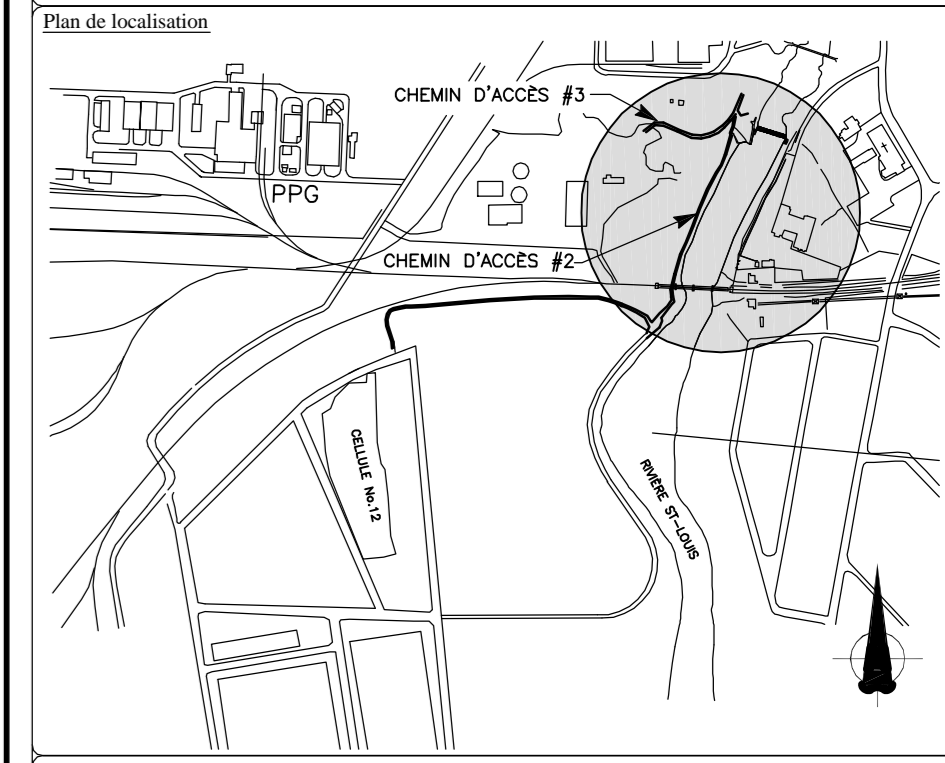 Plan de localisation
CHEMIN D'ACCÈS #3
PPG
CHEMIN D'ACCÈS #2
CELLULE No.12
RIVIÈRE ST-LOUIS